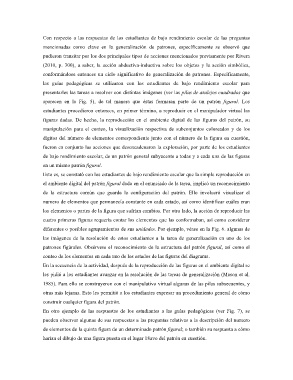 Con respecto a las respuestas de los estudiantes de bajo rendimiento escolar de las preguntas
mencionadas como clave en la generalización de patrones, específicamente se observó que
pudieron transitar por los dos principales tipos de acciones mencionados previamente por Rivera
(2010, p. 300), a saber, la acción abductiva-inductiva sobre los objetos y la acción simbólica,
conformándolos entonces un ciclo significativo de generalización de patrones. Específicamente,
las guías pedagógicas se utilizaron con los estudiantes de bajo rendimiento escolar para
presentarles las tareas a resolver con distintas imágenes (ver las pilas de azulejos cuadrados que
aparecen en la Fig. 3), de tal manera que éstas formaran parte de un patrón figural. Los
estudiantes procedieron entonces, en primer término, a reproducir en el manipulativo virtual las
figuras dadas. De hecho, la reproducción en el ambiente digital de las figuras del patrón, su
manipulación para el conteo, la visualización respectiva de subconjuntos coloreados y de los
dígitos del número de elementos correspondiente junto con el número de la figura en cuestión,
fueron en conjunto las acciones que desencadenaron la exploración, por parte de los estudiantes
de bajo rendimiento escolar, de un patrón general subyacente a todas y a cada una de las figuras
en un mismo patrón figural.
Esto es, se constató con los estudiantes de bajo rendimiento escolar que la simple reproducción en
el ambiente digital del patrón figural dado en el enunciado de la tarea, implicó un reconocimiento
de la estructura común que guarda la configuración del patrón. Ello involucró visualizar el
número de elementos que permanecía constante en cada estado, así como identificar cuáles eran
los elementos o partes de la figura que sufrían cambios. Por otro lado, la acción de reproducir las
cuatro primeras figuras requería contar los elementos que las conformaban, así como considerar
diferentes o posibles agrupamientos de sus unidades. Por ejemplo, véase en la Fig. 6. algunas de
las imágenes de la resolución de estos estudiantes a la tarea de generalización en uno de los
patrones figurales. Obsérvese el reconocimiento de la estructura del patrón figural, así como el
conteo de los elementos en cada uno de los estados de las figuras del diagrama.
En la secuencia de la actividad, después de la reproducción de las figuras en el ambiente digital se
les pidió a los estudiantes avanzar en la resolución de las tareas de generalización (Mason et al.
1985). Para ello se construyeron con el manipulativo virtual algunas de las pilas subsecuentes, y
otras más lejanas. Esto les permitió a los estudiantes expresar un procedimiento general de cómo
construir cualquier figura del patrón.
En otro ejemplo de las respuestas de los estudiantes a las guías pedagógicas (ver Fig. 7), se
pueden observar algunas de sus respuestas a las preguntas relativas a la descripción del número
de elementos de la quinta figura de un determinado patrón figural; o también su respuesta a cómo
harían el dibujo de una figura puesta en el lugar 16avo del patrón en cuestión.